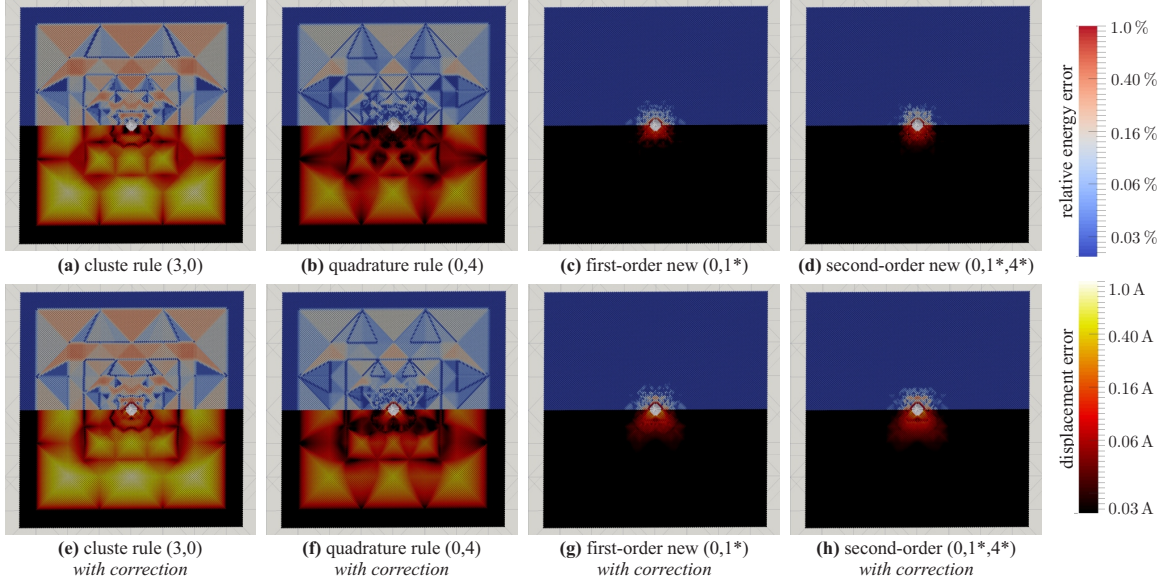 (a) cluste rule (3,0)
(b) quadrature rule (0,4)
(c) first-order new (0,1*)
(d) second-order new (0,1*,4*)
relative energy error
1.0 %
0.40 %
0.16 %
0.06 %
0.03 %
(e) cluste rule (3,0)
with correction
(f) quadrature rule (0,4)
with correction
(g) first-order new (0,1*)
with correction
(h) second-order (0,1*,4*)
with correction
displacement error
1.0 A
0.40 A
0.16 A
0.06 A
0.03 A